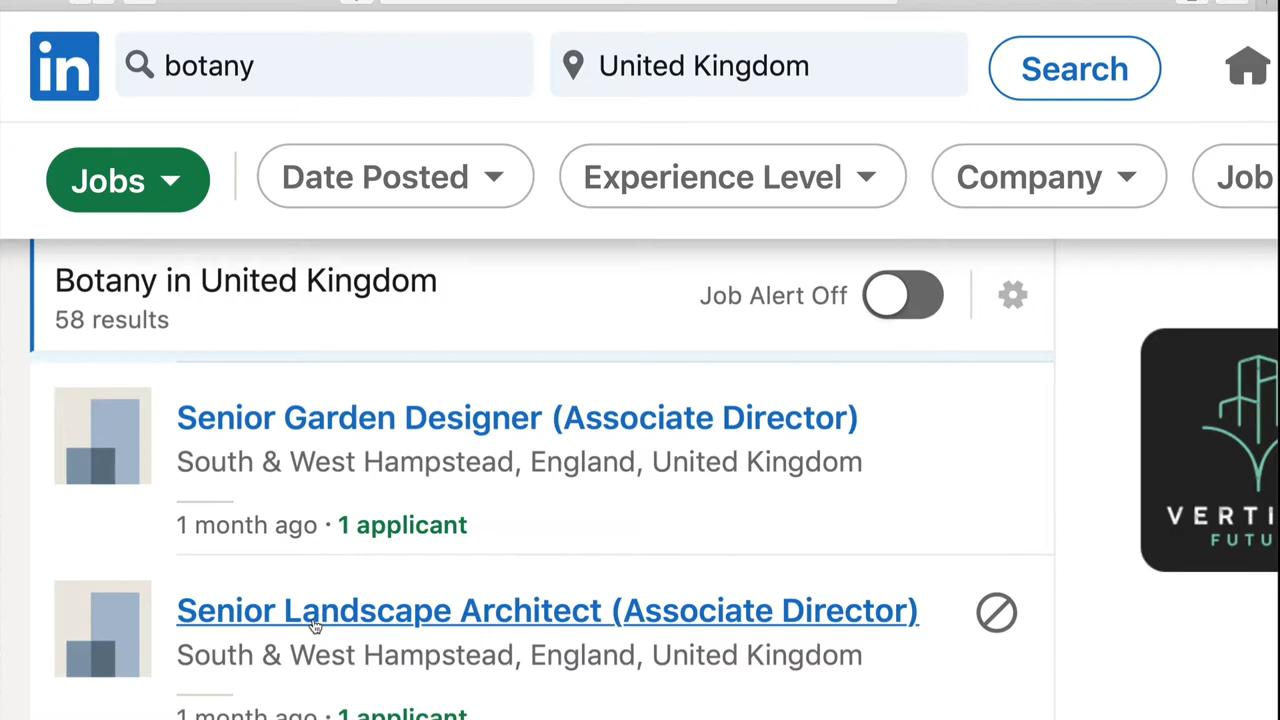 in
botany
United Kingdom
Search
Jobs
Date Posted
Experience Level
Company
Job
Botany in United Kingdom
58 results
Job Alert Off
Senior Garden Designer (Associate Director)
South & West Hampstead, England, United Kingdom
1 month ago · 1 applicant
VERTI
FUTU
Senior Landscape Architect (Associate Director)
South & West Hampstead, England, United Kingdom
1 month ago · 1 applicant